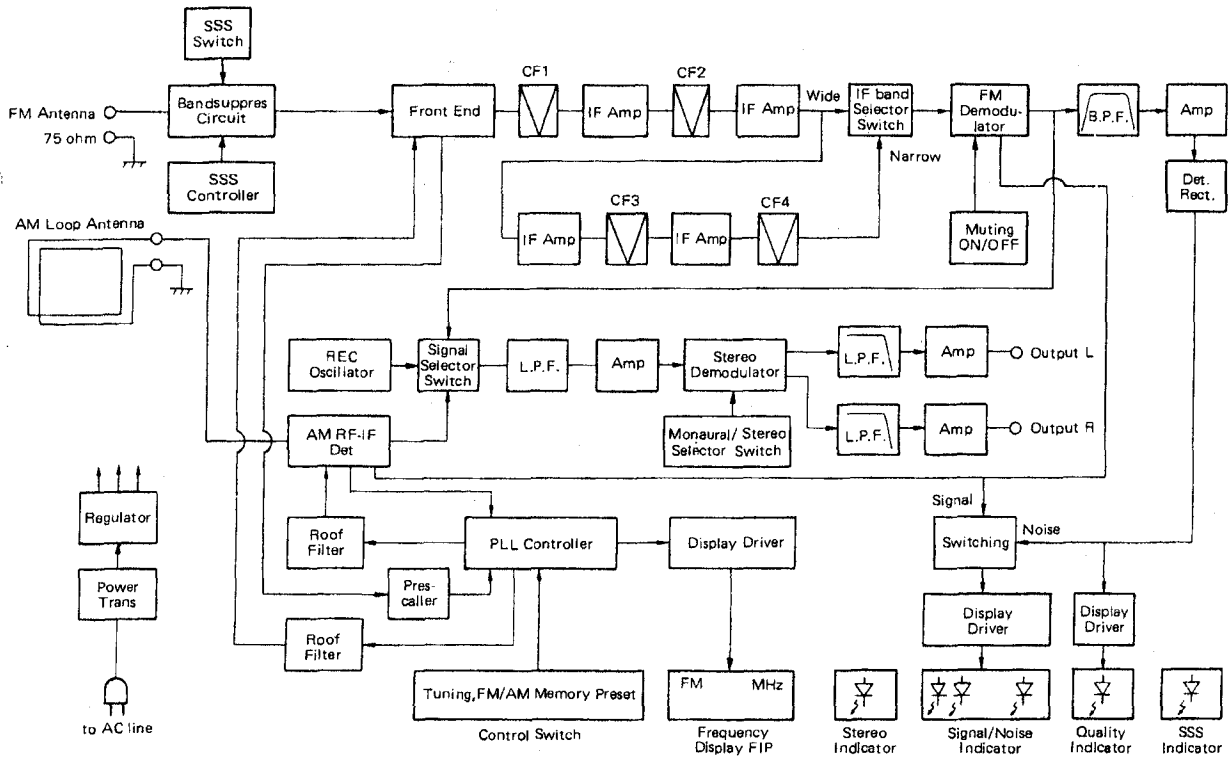 SSS
Switch
FM Antenna
75 ohm
Bandsuppres
Circuit
SSS
Controller
Front End
CF1
IF Amp
CF2
IF Amp
Wide
IF band
Selector
Switch
Narrow
FM
Demodu-
lator
B.P.F.
Amp
Det.
Rect.
Muting
ON/OFF
IF Amp
CF3
IF Amp
CF4
AM Loop Antenna
REC
Oscillator
Signal
Selector
Switch
L.P.F.
Amp
Stereo
Demodulator
L.P.F.
Amp
Output L
L.P.F.
Amp
Output R
Monaural/Stereo
Selector Switch
AM RF-IF
Det
Regulator
Power
Trans
to AC line
Roof
Filter
PLL Controller
Display Driver
Pres-
caller
Roof
Filter
Tuning,FM/AM Memory Preset
Control Switch
FM MHz
Frequency
Display FIP
Signal
Noise
Switching
Display
Driver
Display
Driver
Stereo
Indicator
Signal/Noise
Indicator
Quality
Indicator
SSS
Indicator